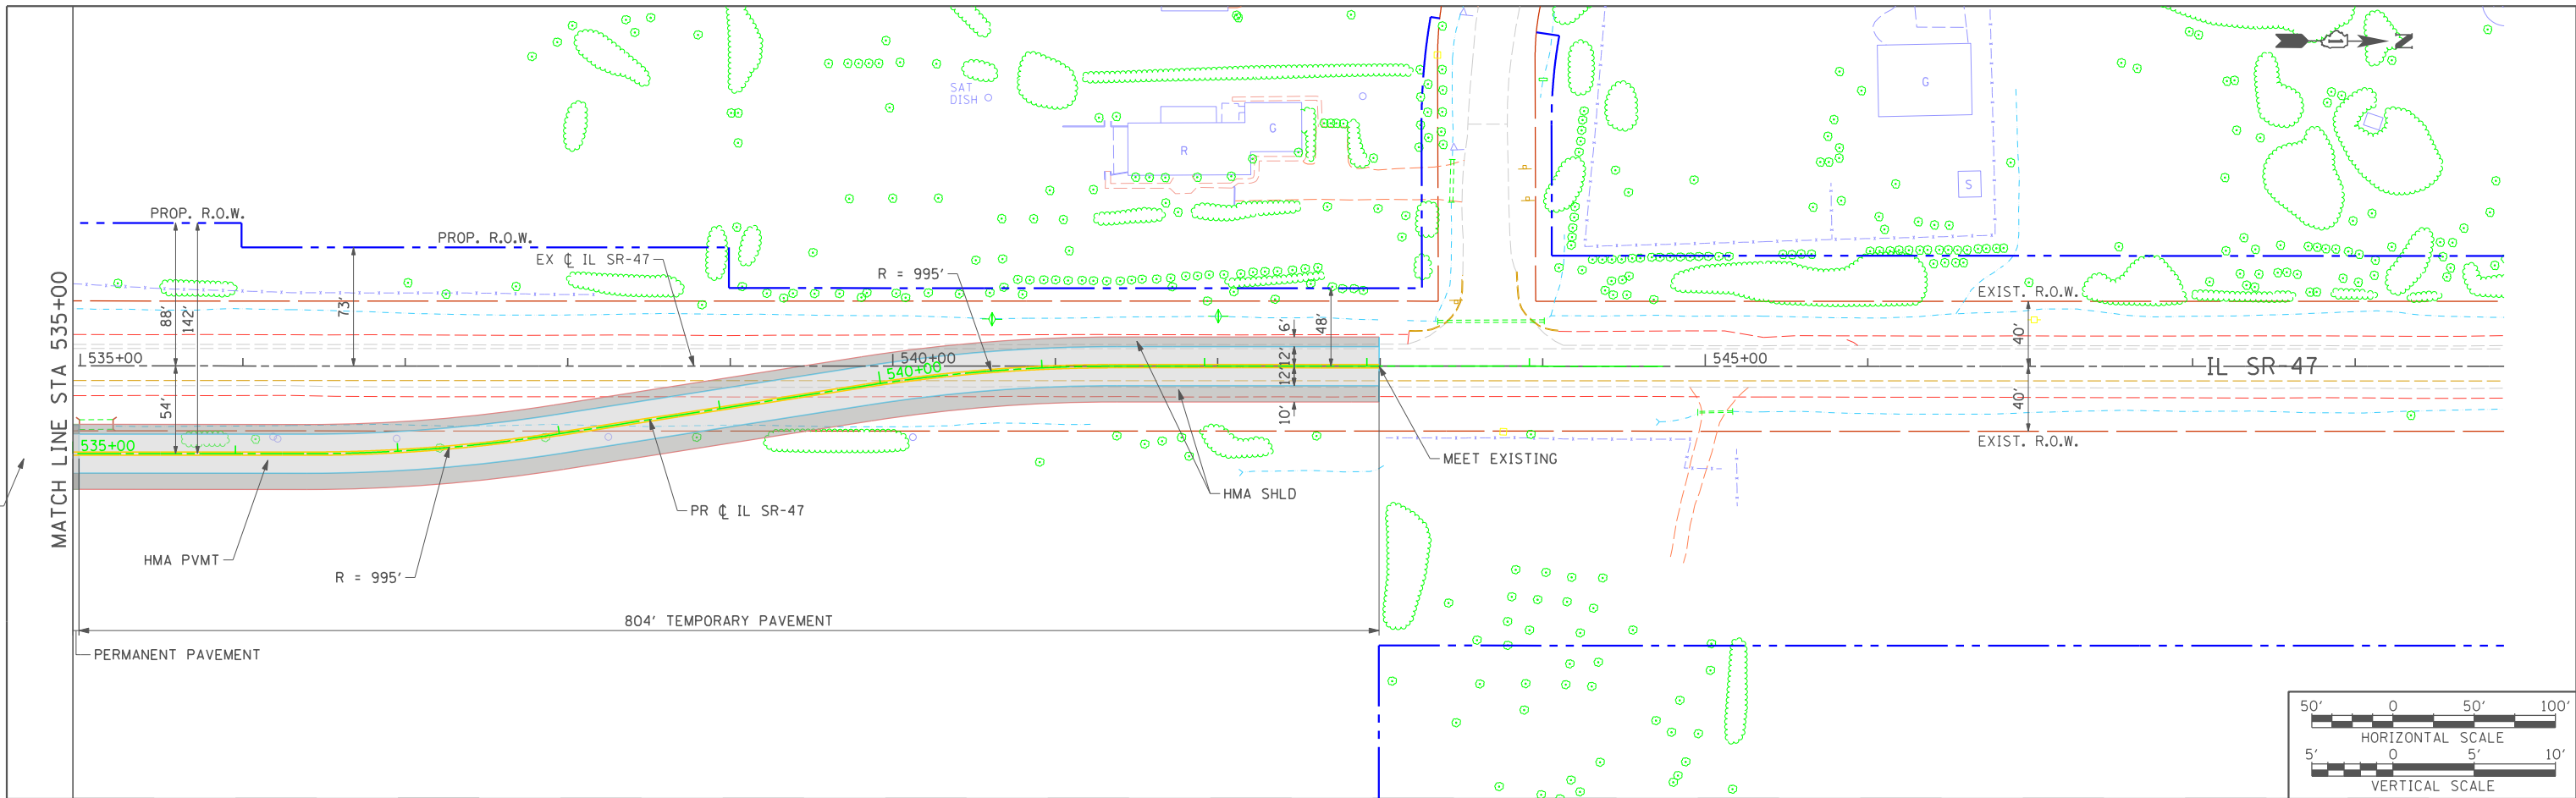 SAT
DISH
G
R
G
S
N
PROP. R.O.W.
PROP. R.O.W.
EX ℄ IL SR-47
R = 995'
EXIST. R.O.W.
88'
142'
73'
48'
6'
12'
12'
10'
54'
40'
40'
535+00
540+00
545+00
IL SR-47
540+00
535+00
MATCH LINE STA 535+00
MEET EXISTING
EXIST. R.O.W.
HMA SHLD
PR ℄ IL SR-47
HMA PVMT
R = 995'
804' TEMPORARY PAVEMENT
PERMANENT PAVEMENT
50' 0 50' 100'
HORIZONTAL SCALE
5' 0 5' 10'
VERTICAL SCALE